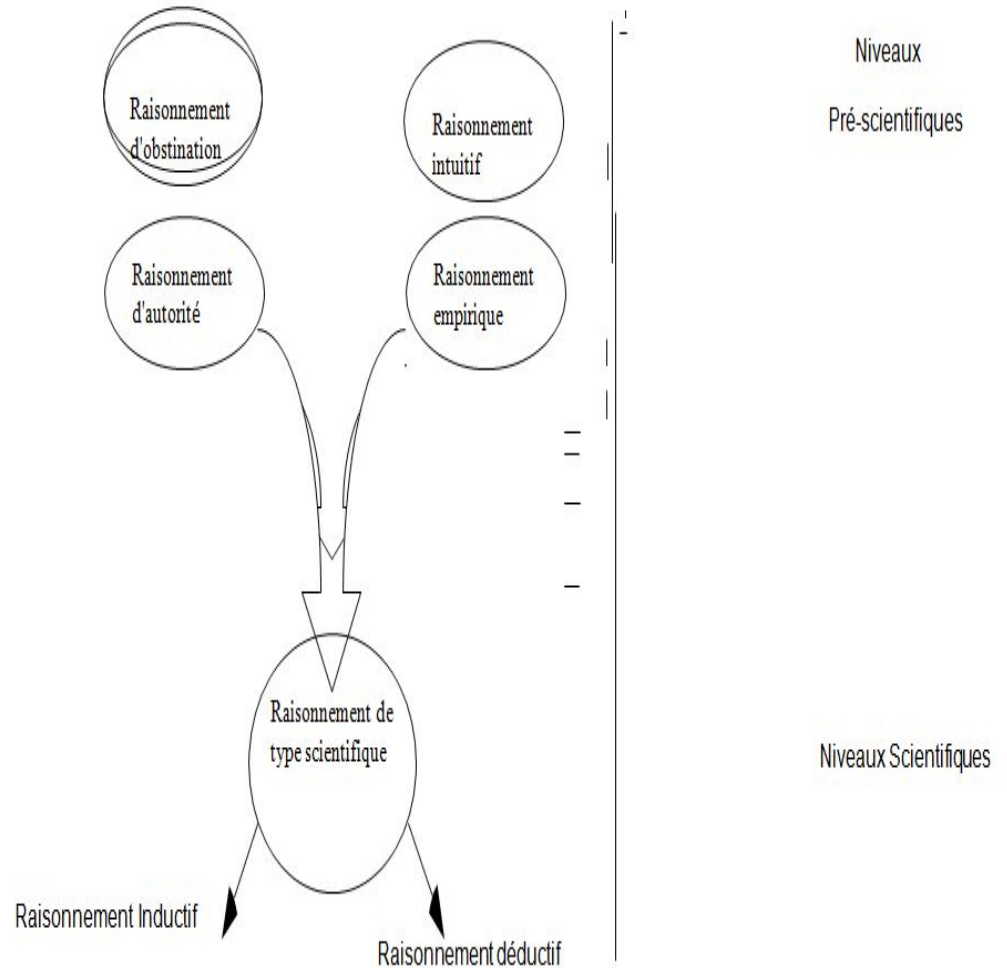 Niveaux
Pré-scientifiques
Raisonnement
d'obstination
Raisonnement
intuitif
Raisonnement
d'autorité
Raisonnement
empirique
Raisonnement de
type scientifique
Niveaux Scientifiques
Raisonnement Inductif
Raisonnement déductif